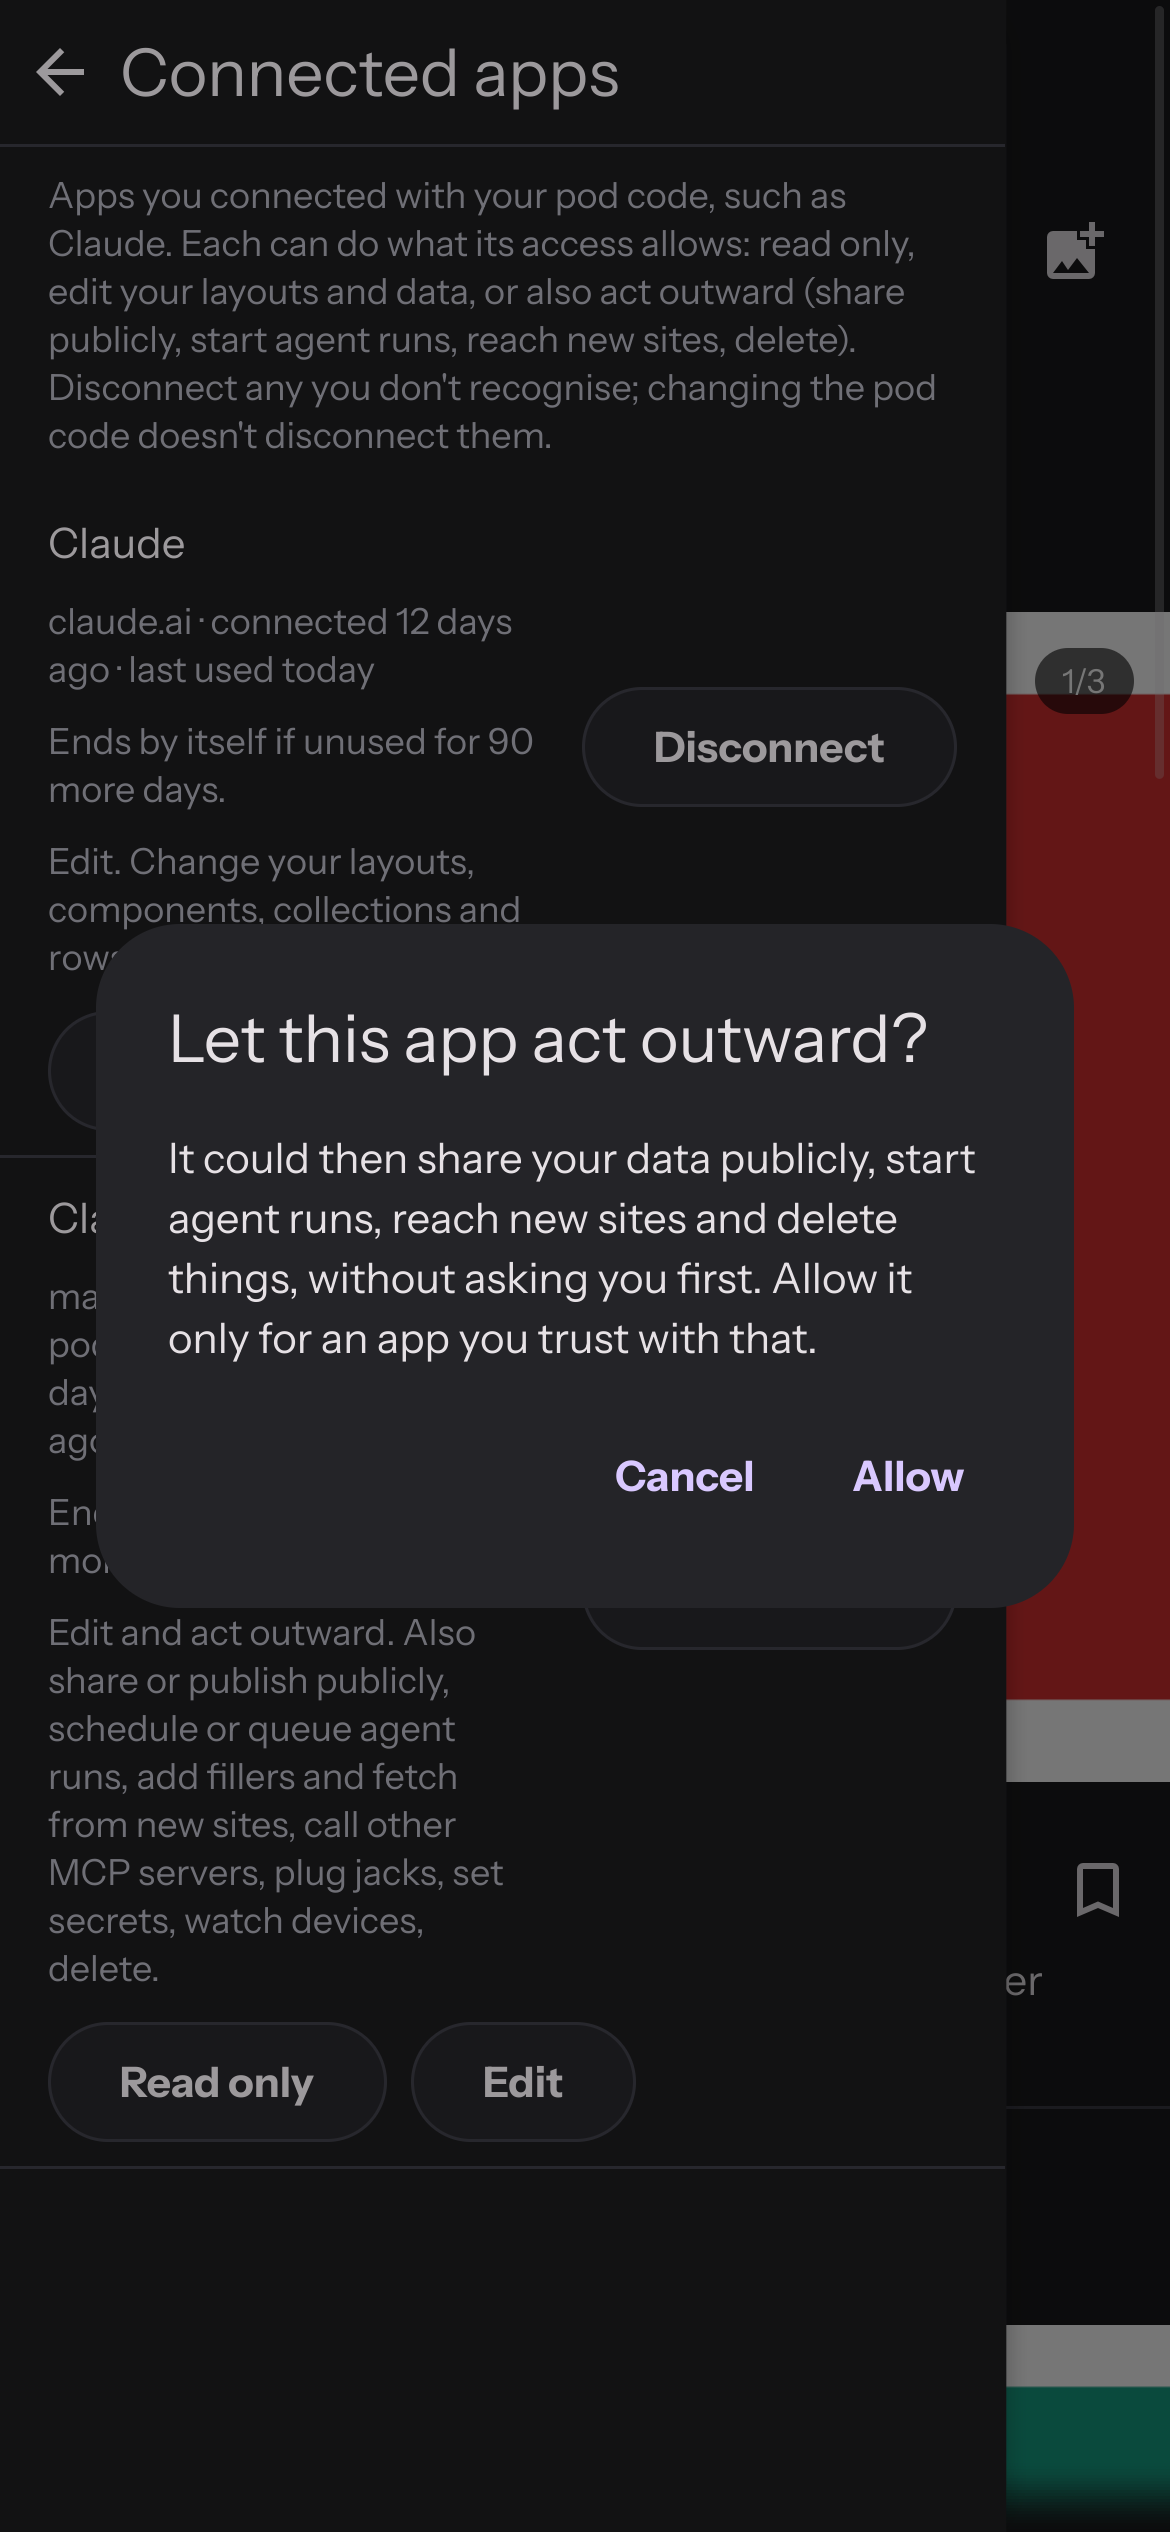 Connected apps
Apps you connected with your pod code, such as
Claude. Each can do what its access allows: read only,
edit your layouts and data, or also act outward (share
publicly, start agent runs, reach new sites, delete).
Disconnect any you don't recognise; changing the pod
code doesn't disconnect them.
Claude
claude.ai · connected 12 days
ago · last used today
Ends by itself if unused for 90
more days.
Disconnect
Edit. Change your layouts,
components, collections and
1/3
Let this app act outward?
It could then share your data publicly, start
agent runs, reach new sites and delete
things, without asking you first. Allow it
only for an app you trust with that.
Cancel
Allow
Edit and act outward. Also
share or publish publicly,
schedule or queue agent
runs, add fillers and fetch
from new sites, call other
MCP servers, plug jacks, set
secrets, watch devices,
delete.
er
Read only
Edit